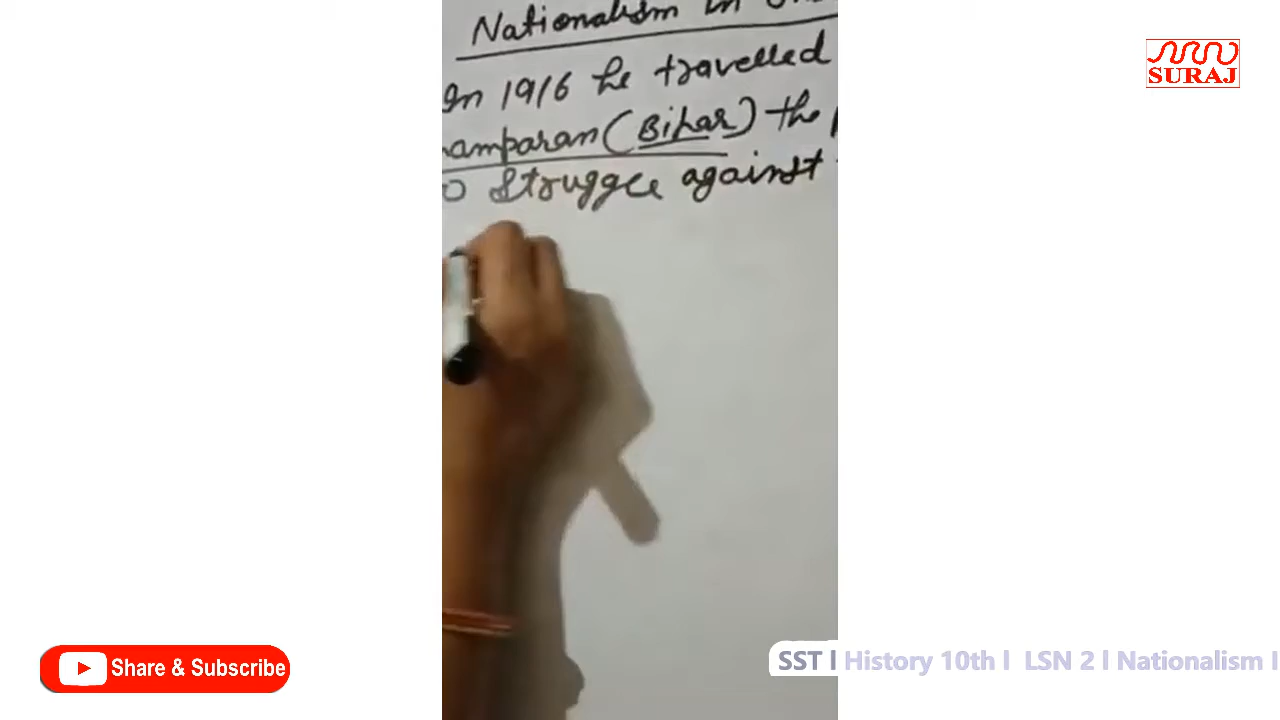 Nationalism in
In 1916 he travelled
amparan (Bihar) the
o struggle against
SURAJ
Share & Subscribe
SST l History 10th l LSN 2 l Nationalism I